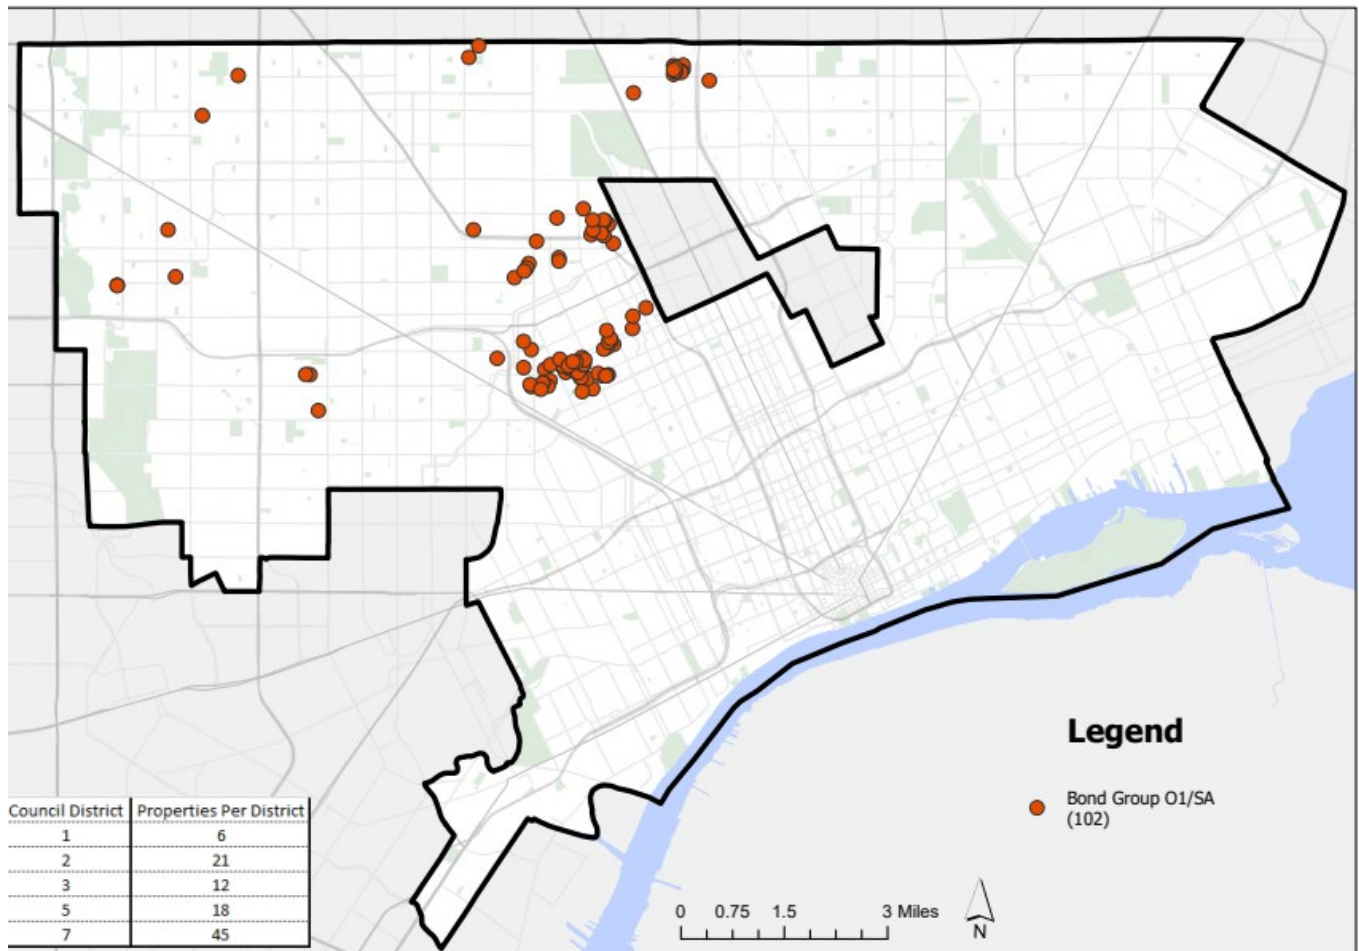 Legend
Bond Group O1/SA
(102)
Council District Properties Per District
1 6
2 21
3 12
5 18
7 45
0 0.75 1.5 3 Miles
N